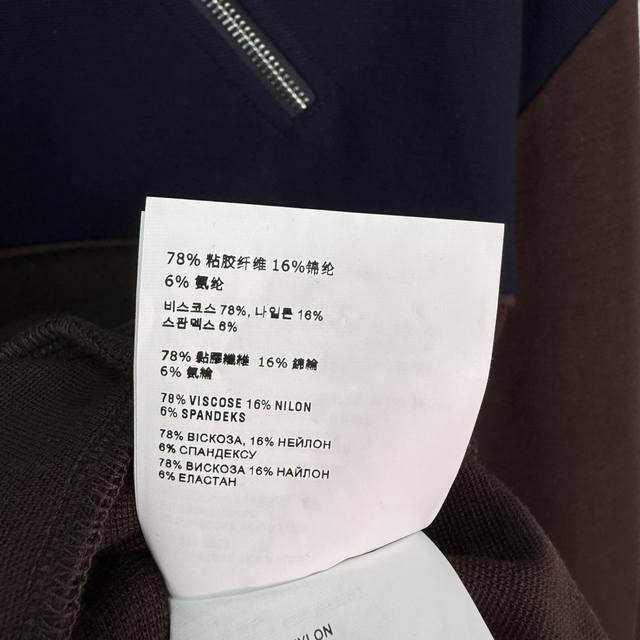 78% 粘胶纤维 16%锦纶
6% 氨纶
비스코스 78%, 나일론 16%
스판덱스 6%
78% 黏膠纖維 16% 錦綸
6% 氨綸
78% VISCOSE 16% NILON
6% SPANDEKS
78% ВІСКОЗА, 16% НЕЙЛОН
6% СПАНДЕКСУ
78% ВИСКОЗА 16% НАЙЛОН
6% ЕЛАСТАН
YLON